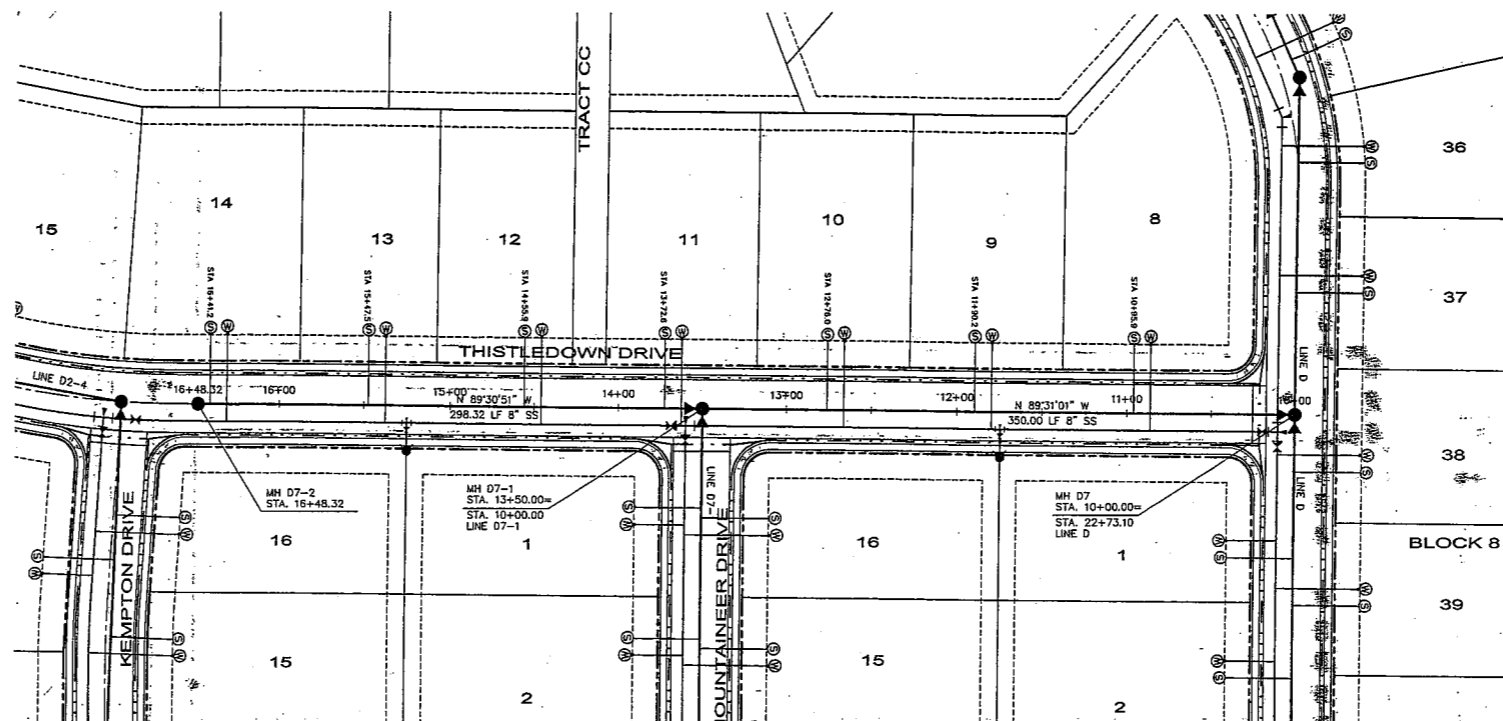 TRACT CC
36
14
15
13
12
11
10
9
8
37
STA 16+41.2
STA 15+47.5
STA 14+55.9
STA 13+72.6
STA 12+76.0
STA 11+90.2
STA 10+95.9
S W
S W
S W
S W
S W
S W
S W
THISTLEDOWN DRIVE
LINE D
LINE D2-4
16+48.32
16+00
15+00
14+00
13+00
12+00
11+00
10+00
N 89°30'51" W
298.32 LF 8" SS
N 89°31'01" W
350.00 LF 8" SS
38
LINE D
MH D7-2
STA. 16+48.32
MH D7-1
STA. 13+50.00=
STA. 10+00.00
LINE D7-1
LINE D7-
MH D7
STA. 10+00.00=
STA. 22+73.10
LINE D
16
1
16
1
BLOCK 8
39
KEMPTON DRIVE
MOUNTAINEER DRIVE
15
2
15
2